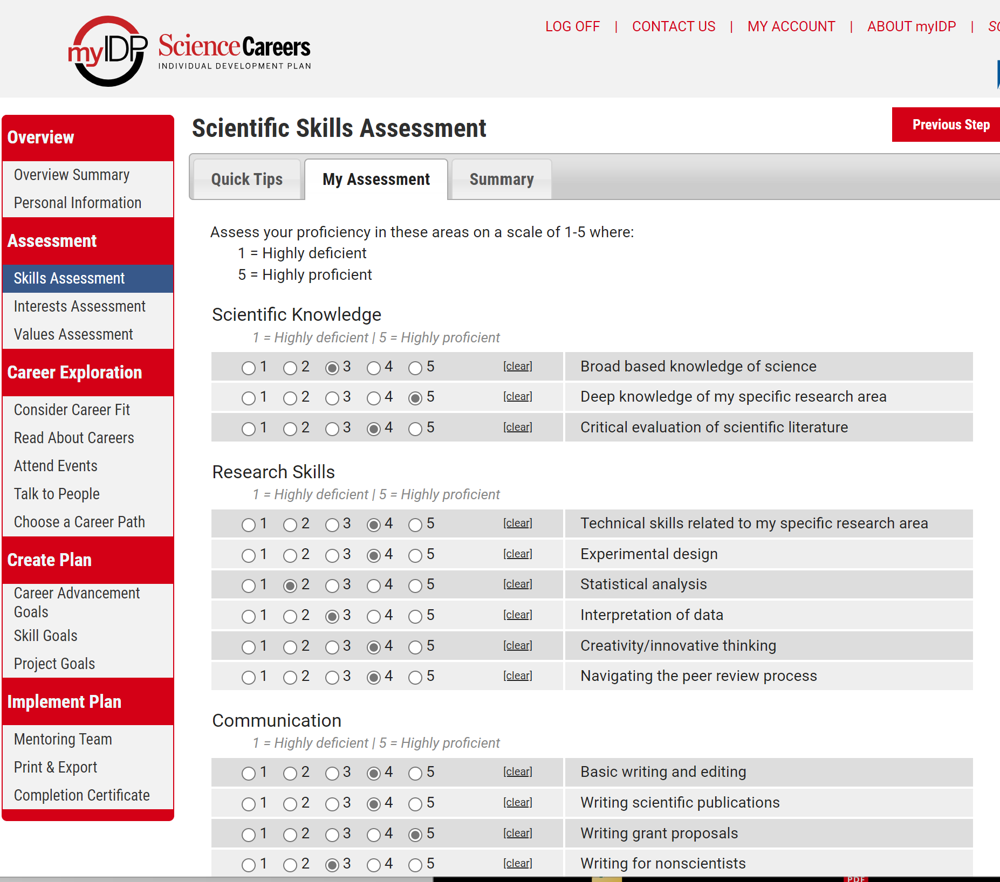 myIDP ScienceCareers
INDIVIDUAL DEVELOPMENT PLAN
LOG OFF | CONTACT US | MY ACCOUNT | ABOUT myIDP |
Overview
Overview Summary
Personal Information
Assessment
Skills Assessment
Interests Assessment
Values Assessment
Career Exploration
Consider Career Fit
Read About Careers
Attend Events
Talk to People
Choose a Career Path
Create Plan
Career Advancement
Goals
Skill Goals
Project Goals
Implement Plan
Mentoring Team
Print & Export
Completion Certificate
Scientific Skills Assessment
Previous Step
Quick Tips My Assessment Summary
Assess your proficiency in these areas on a scale of 1-5 where:
1 = Highly deficient
5 = Highly proficient
Scientific Knowledge
1 = Highly deficient | 5 = Highly proficient
1 2 3 4 5 [clear] Broad based knowledge of science
1 2 3 4 5 [clear] Deep knowledge of my specific research area
1 2 3 4 5 [clear] Critical evaluation of scientific literature
Research Skills
1 = Highly deficient | 5 = Highly proficient
1 2 3 4 5 [clear] Technical skills related to my specific research area
1 2 3 4 5 [clear] Experimental design
1 2 3 4 5 [clear] Statistical analysis
1 2 3 4 5 [clear] Interpretation of data
1 2 3 4 5 [clear] Creativity/innovative thinking
1 2 3 4 5 [clear] Navigating the peer review process
Communication
1 = Highly deficient | 5 = Highly proficient
1 2 3 4 5 [clear] Basic writing and editing
1 2 3 4 5 [clear] Writing scientific publications
1 2 3 4 5 [clear] Writing grant proposals
1 2 3 4 5 [clear] Writing for nonscientists
PDF